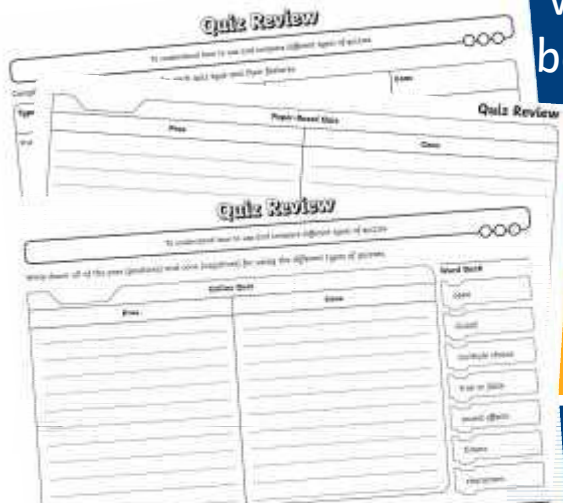 Quiz Review
To understand how to use and compare different types of quizzes.
Quiz Review
Paper-Based Quiz
Pros
Cons
Quiz Review
To understand how to use and compare different types of quizzes.
Write down all of the pros (positives) and cons (negatives) for using the different types of quizzes.
Online Quiz
Pros
Cons
Word Bank
open
closed
multiple choice
true or false
sound effects
timers